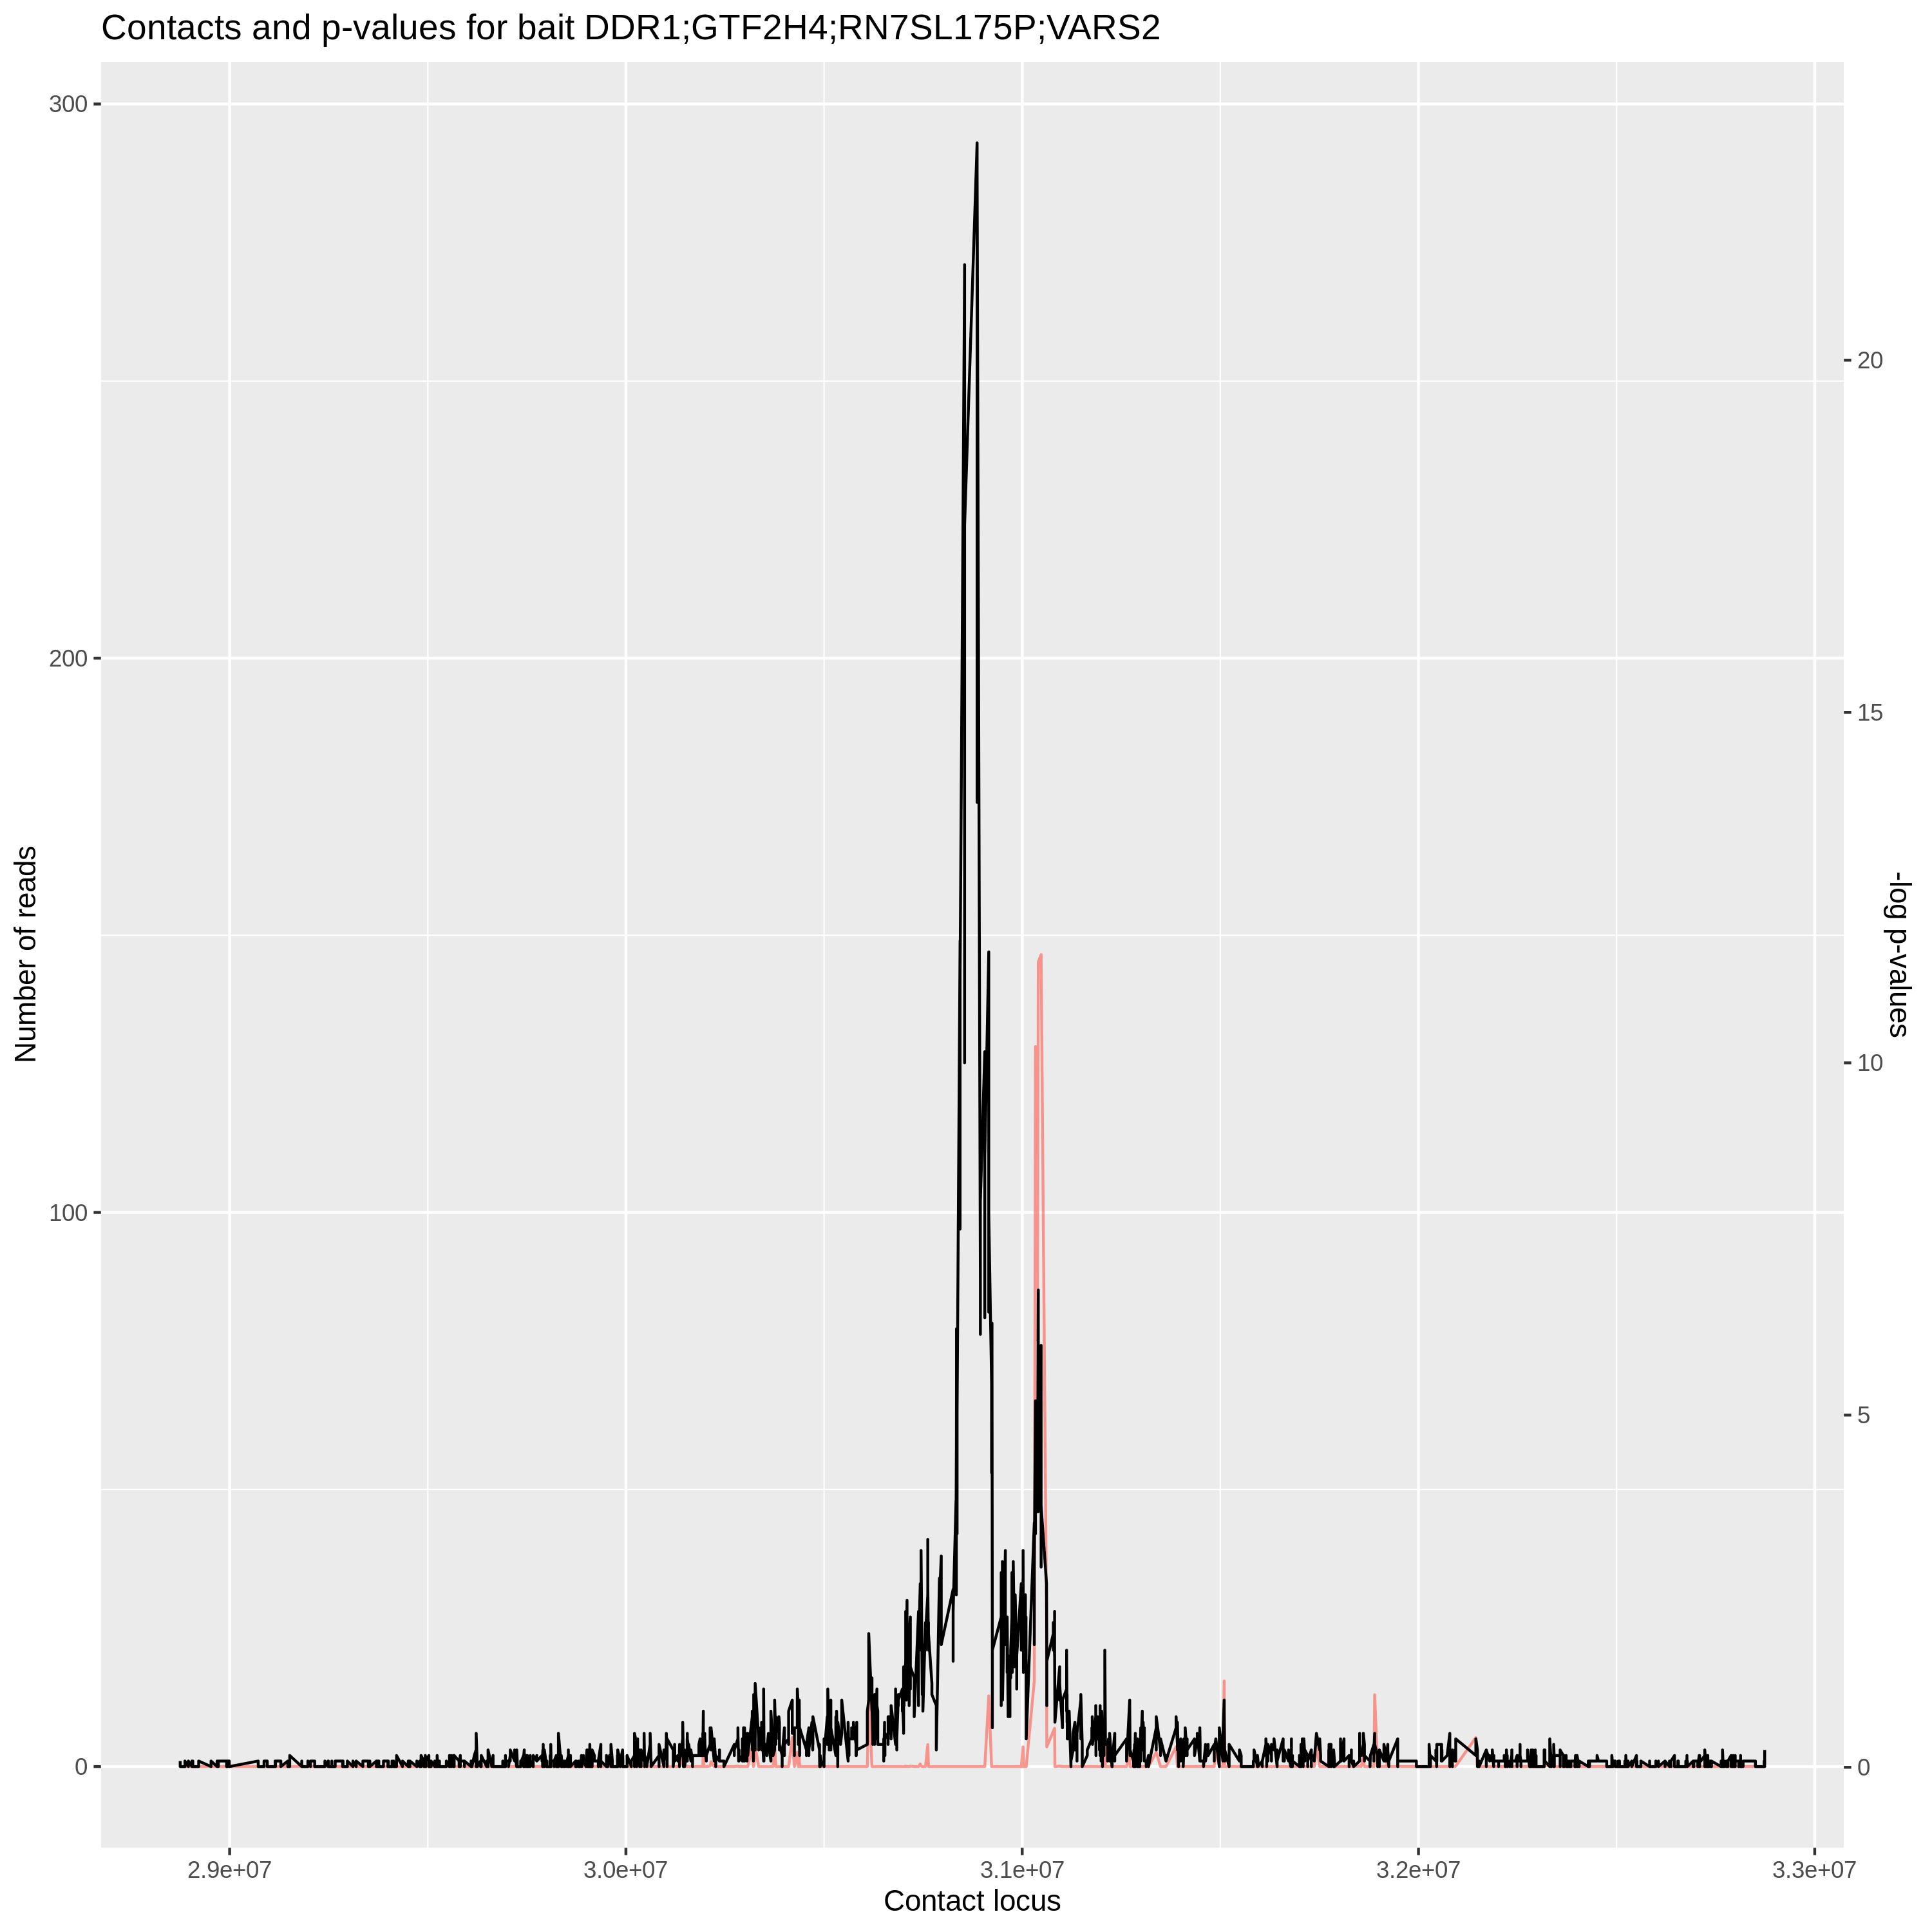 Contacts and p-values for bait DDR1;GTF2H4;RN7SL175P;VARS2
300
200
100
0
Number of reads
20
15
10
5
0
-log p-values
2.9e+07 3.0e+07 3.1e+07 3.2e+07 3.3e+07
Contact locus